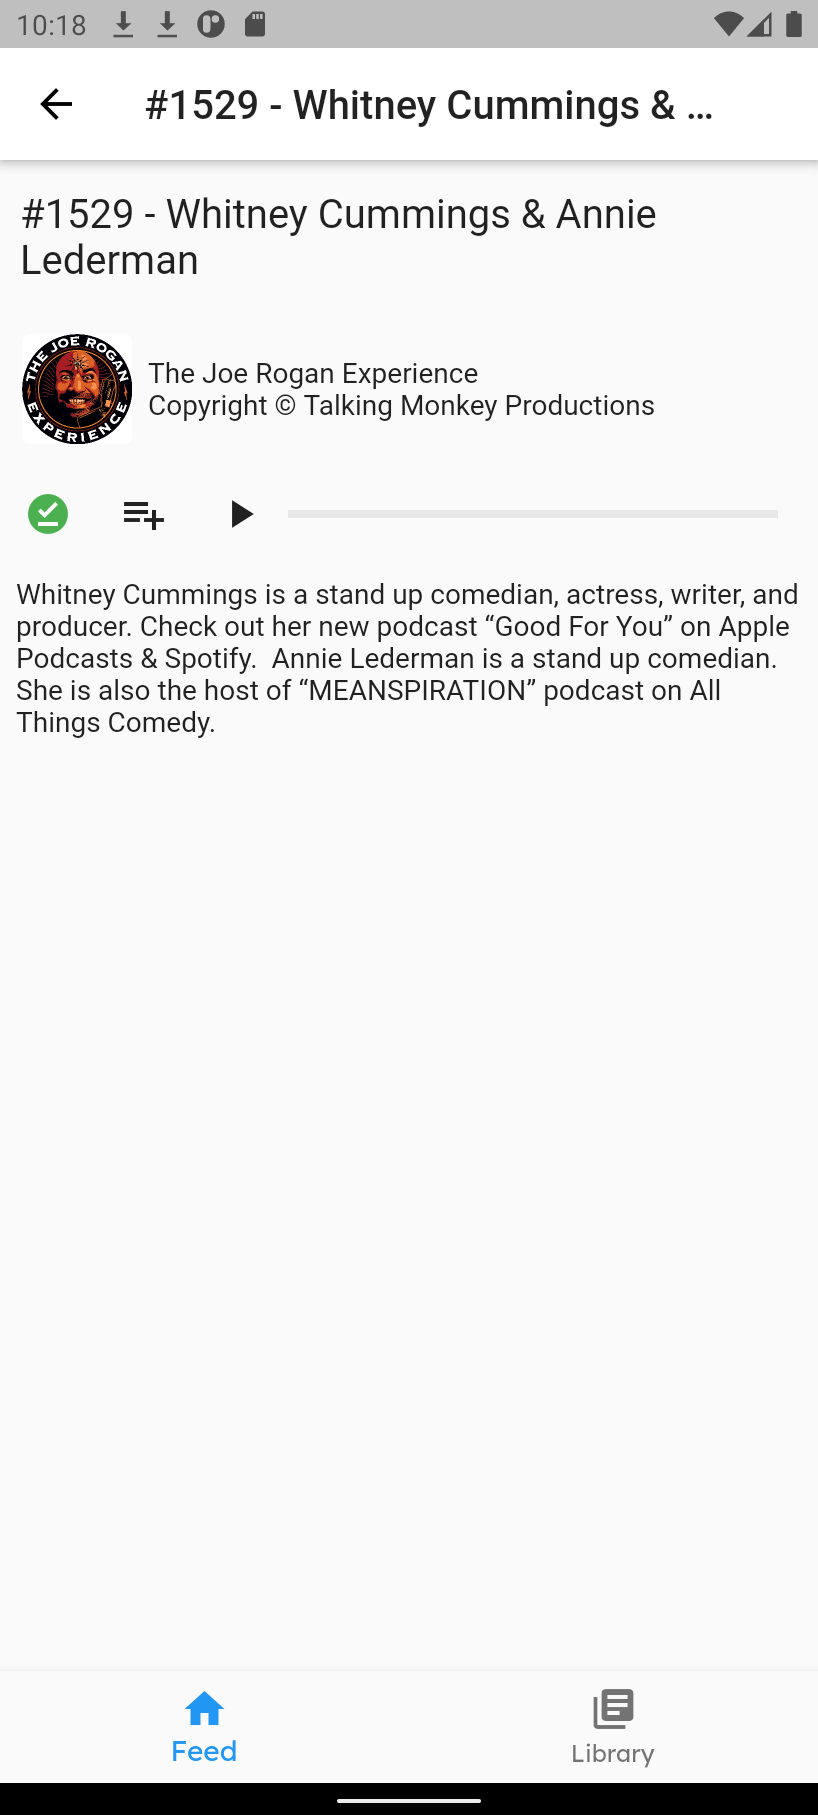 10:18
#1529 - Whitney Cummings & ...
#1529 - Whitney Cummings & Annie
Lederman
THE JOE ROGAN
EXPERIENCE
The Joe Rogan Experience
Copyright © Talking Monkey Productions
Whitney Cummings is a stand up comedian, actress, writer, and
producer. Check out her new podcast “Good For You” on Apple
Podcasts & Spotify.  Annie Lederman is a stand up comedian.
She is also the host of “MEANSPIRATION” podcast on All
Things Comedy.
Feed
Library